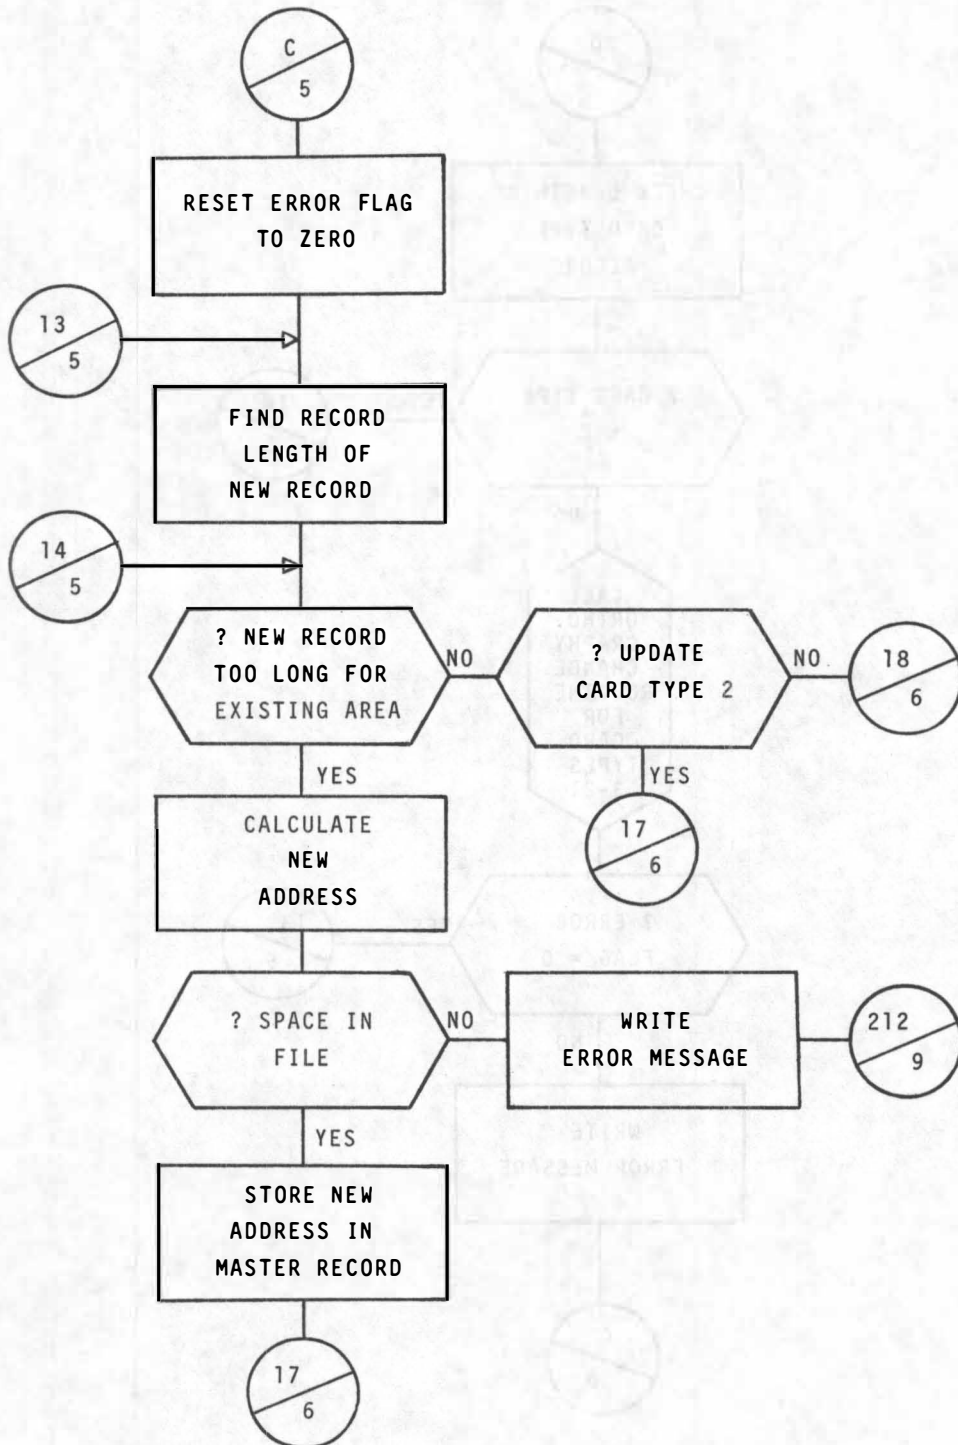 C
5
RESET ERROR FLAG
TO ZERO
13
5
FIND RECORD
LENGTH OF
NEW RECORD
14
5
? NEW RECORD
TOO LONG FOR
EXISTING AREA
NO
? UPDATE
CARD TYPE 2
NO
18
6
YES
YES
17
6
CALCULATE
NEW
ADDRESS
? SPACE IN
FILE
NO
WRITE
ERROR MESSAGE
212
9
YES
STORE NEW
ADDRESS IN
MASTER RECORD
17
6